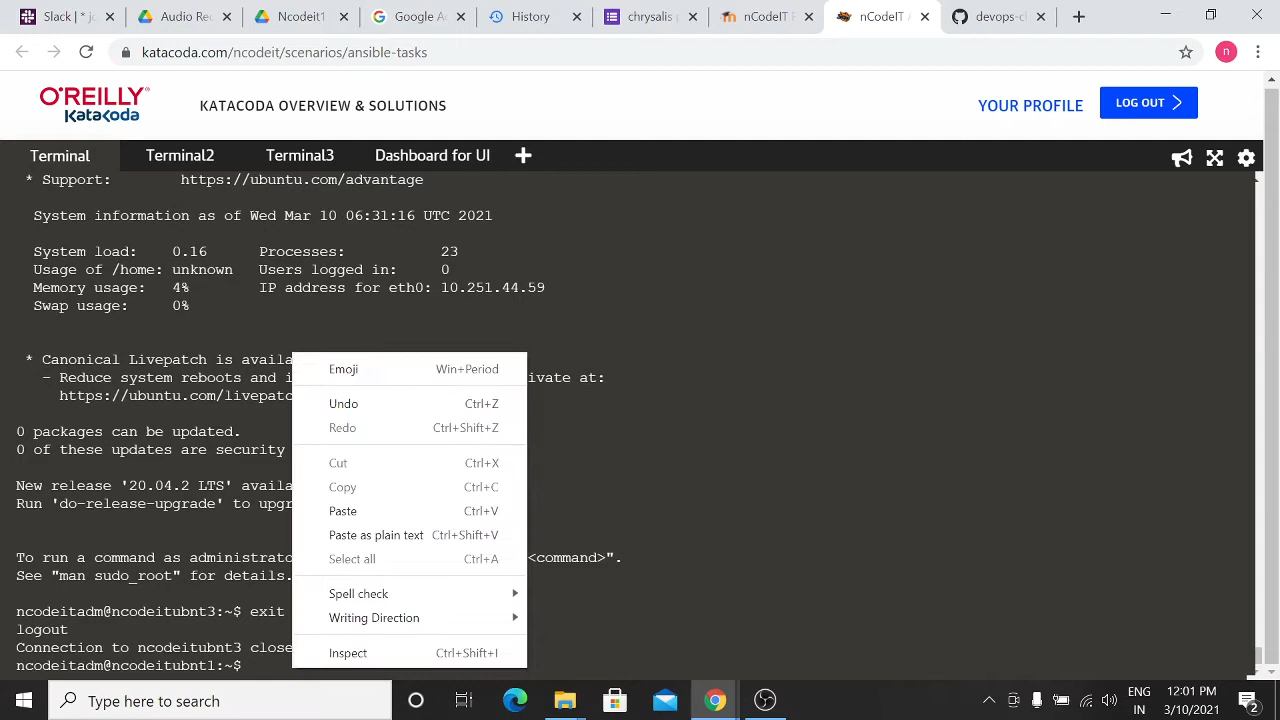 Slack | *
Audio Re
Ncodeit1
Google A
History
chrysalis p
nCodeIT F
nCodeIT A
devops-cl
katacoda.com/ncodeit/scenarios/ansible-tasks
n
O'REILLY
Katacoda
KATACODA OVERVIEW & SOLUTIONS
YOUR PROFILE
LOG OUT
Terminal
Terminal2
Terminal3
Dashboard for UI
* Support: https://ubuntu.com/advantage
System information as of Wed Mar 10 06:31:16 UTC 2021
System load: 0.16 Processes: 23
Usage of /home: unknown Users logged in: 0
Memory usage: 4% IP address for eth0: 10.251.44.59
Swap usage: 0%
* Canonical Livepatch is availa
- Reduce system reboots and i
ivate at:
https://ubuntu.com/livepatc
0 packages can be updated.
0 of these updates are security
New release '20.04.2 LTS' availa
Run 'do-release-upgrade' to upgr
To run a command as administrato
<command>".
See "man sudo_root" for details.
ncodeitadm@ncodeitubnt3:~$ exit
logout
Connection to ncodeitubnt3 close
ncodeitadm@ncodeitubnt1:~$
Emoji Win+Period
Undo Ctrl+Z
Redo Ctrl+Shift+Z
Cut Ctrl+X
Copy Ctrl+C
Paste Ctrl+V
Paste as plain text Ctrl+Shift+V
Select all Ctrl+A
Spell check
Writing Direction
Inspect Ctrl+Shift+I
Type here to search
ENG
IN
12:01 PM
3/10/2021
2